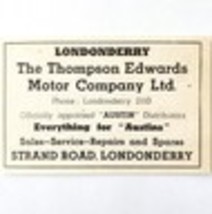 LONDONDERRY
The Thompson Edwards
Motor Company Ltd.
Phone: Londonderry
Officially appointed "AUSTIN" Distributors
Everything for "Austins"
Sales-Service-Repairs and Spares
STRAND ROAD, LONDONDERRY